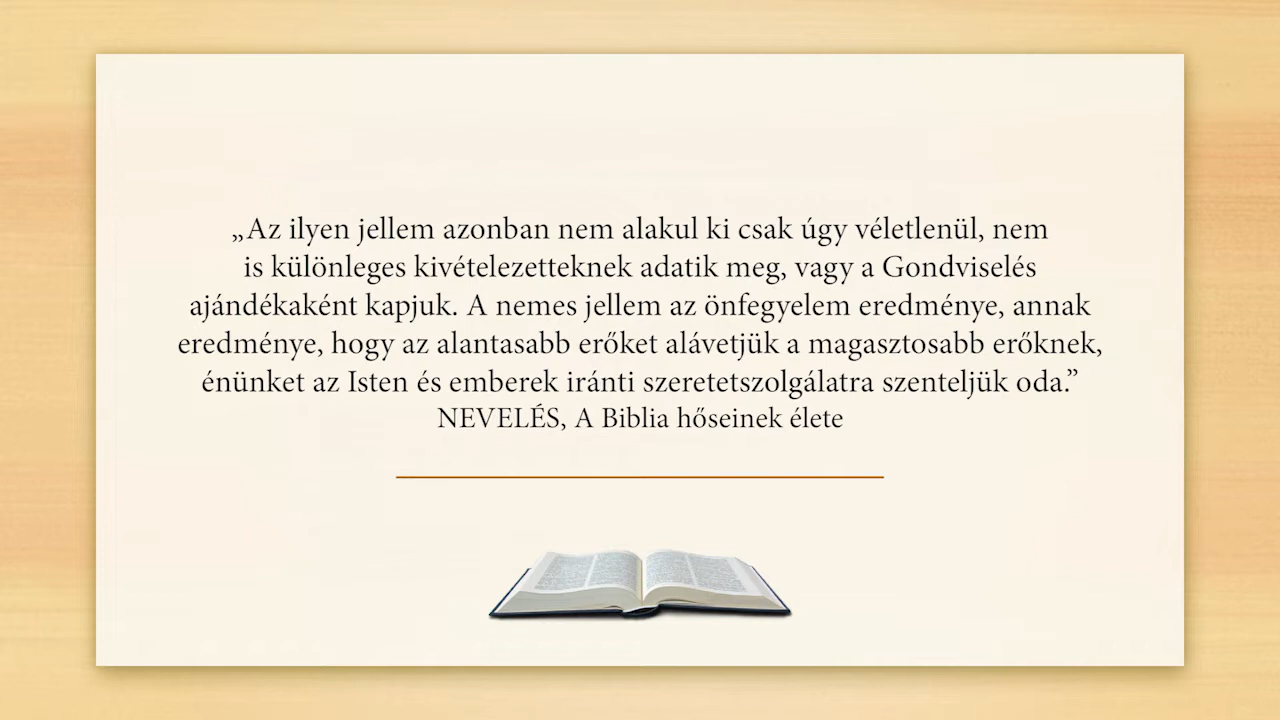 „Az ilyen jellem azonban nem alakul ki csak úgy véletlenül, nem
is különleges kivételezetteknek adatik meg, vagy a Gondviselés
ajándékaként kapjuk. A nemes jellem az önfegyelem eredménye, annak
eredménye, hogy az alantasabb erőket alávetjük a magasztosabb erőknek,
énünket az Isten és emberek iránti szeretetszolgálatra szenteljük oda.”
NEVELÉS, A Biblia hőseinek élete